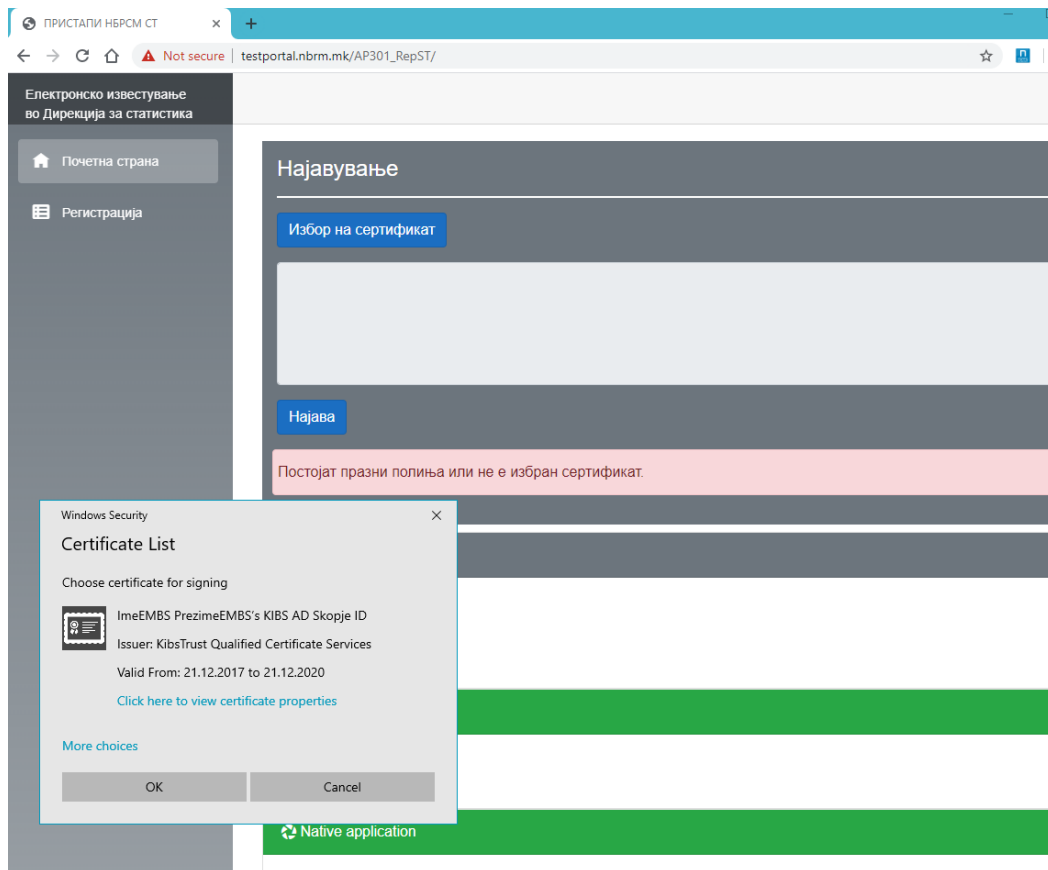 ПРИСТАПИ НБРСМ СТ
Not secure
testportal.nbrm.mk/AP301_RepST/
Електронско известување
во Дирекција за статистика
Почетна страна
Регистрација
Најавување
Избор на сертификат
Најава
Постојат празни полиња или не е избран сертификат.
Windows Security
Certificate List
Choose certificate for signing
ImeEMBS PrezimeEMBS's KIBS AD Skopje ID
Issuer: KibsTrust Qualified Certificate Services
Valid From: 21.12.2017 to 21.12.2020
Click here to view certificate properties
More choices
OK
Cancel
Native application